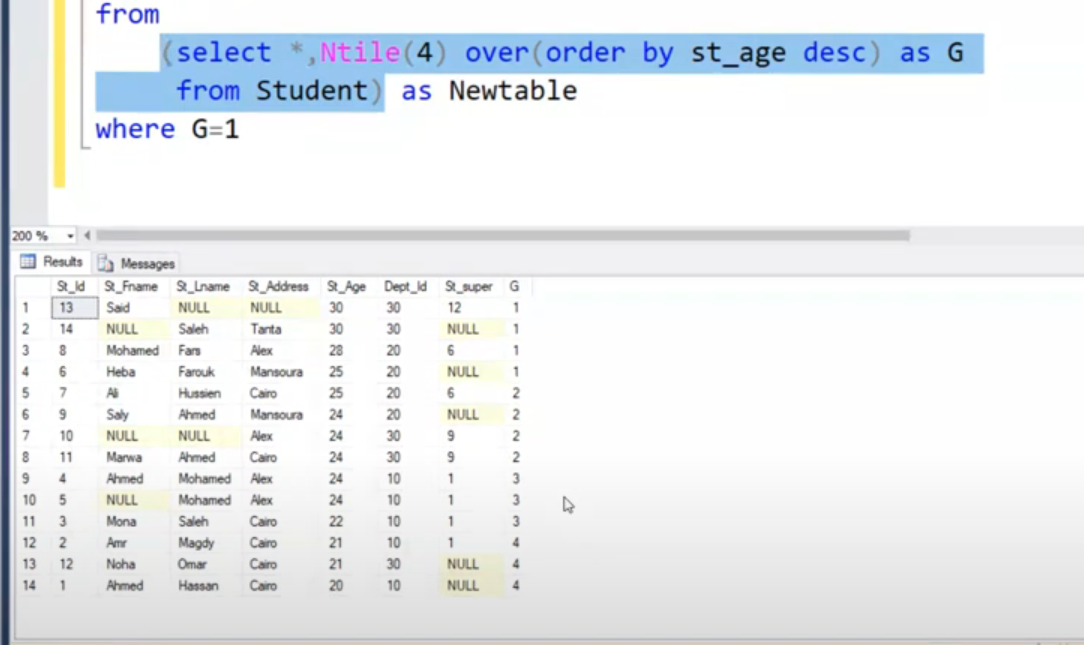 from
(select *,Ntile(4) over(order by st_age desc) as G
from Student) as Newtable
where G=1
200 %
Results Messages
St_Id St_Fname St_Lname St_Address St_Age Dept_Id St_super G
1 13 Said NULL NULL 30 30 12 1
2 14 NULL Saleh Tanta 30 30 NULL 1
3 8 Mohamed Fars Alex 28 20 6 1
4 6 Heba Farouk Mansoura 25 20 NULL 1
5 7 Ali Hussien Cairo 25 20 6 2
6 9 Saly Ahmed Mansoura 24 20 NULL 2
7 10 NULL NULL Alex 24 30 9 2
8 11 Marwa Ahmed Cairo 24 30 9 2
9 4 Ahmed Mohamed Alex 24 10 1 3
10 5 NULL Mohamed Alex 24 10 1 3
11 3 Mona Saleh Cairo 22 10 1 3
12 2 Amr Magdy Cairo 21 10 1 4
13 12 Noha Omar Cairo 21 30 NULL 4
14 1 Ahmed Hassan Cairo 20 10 NULL 4